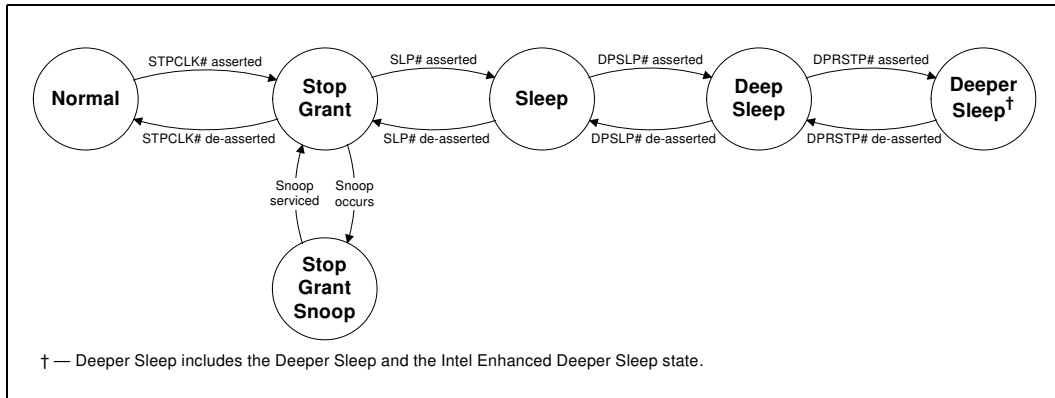 STPCLK# asserted
SLP# asserted
DPSLP# asserted
DPRSTP# asserted
Normal
Stop
Grant
Sleep
Deep
Sleep
Deeper
Sleep†
STPCLK# de-asserted
SLP# de-asserted
DPSLP# de-asserted
DPRSTP# de-asserted
Snoop
serviced
Snoop
occurs
Stop
Grant
Snoop
† — Deeper Sleep includes the Deeper Sleep and the Intel Enhanced Deeper Sleep state.